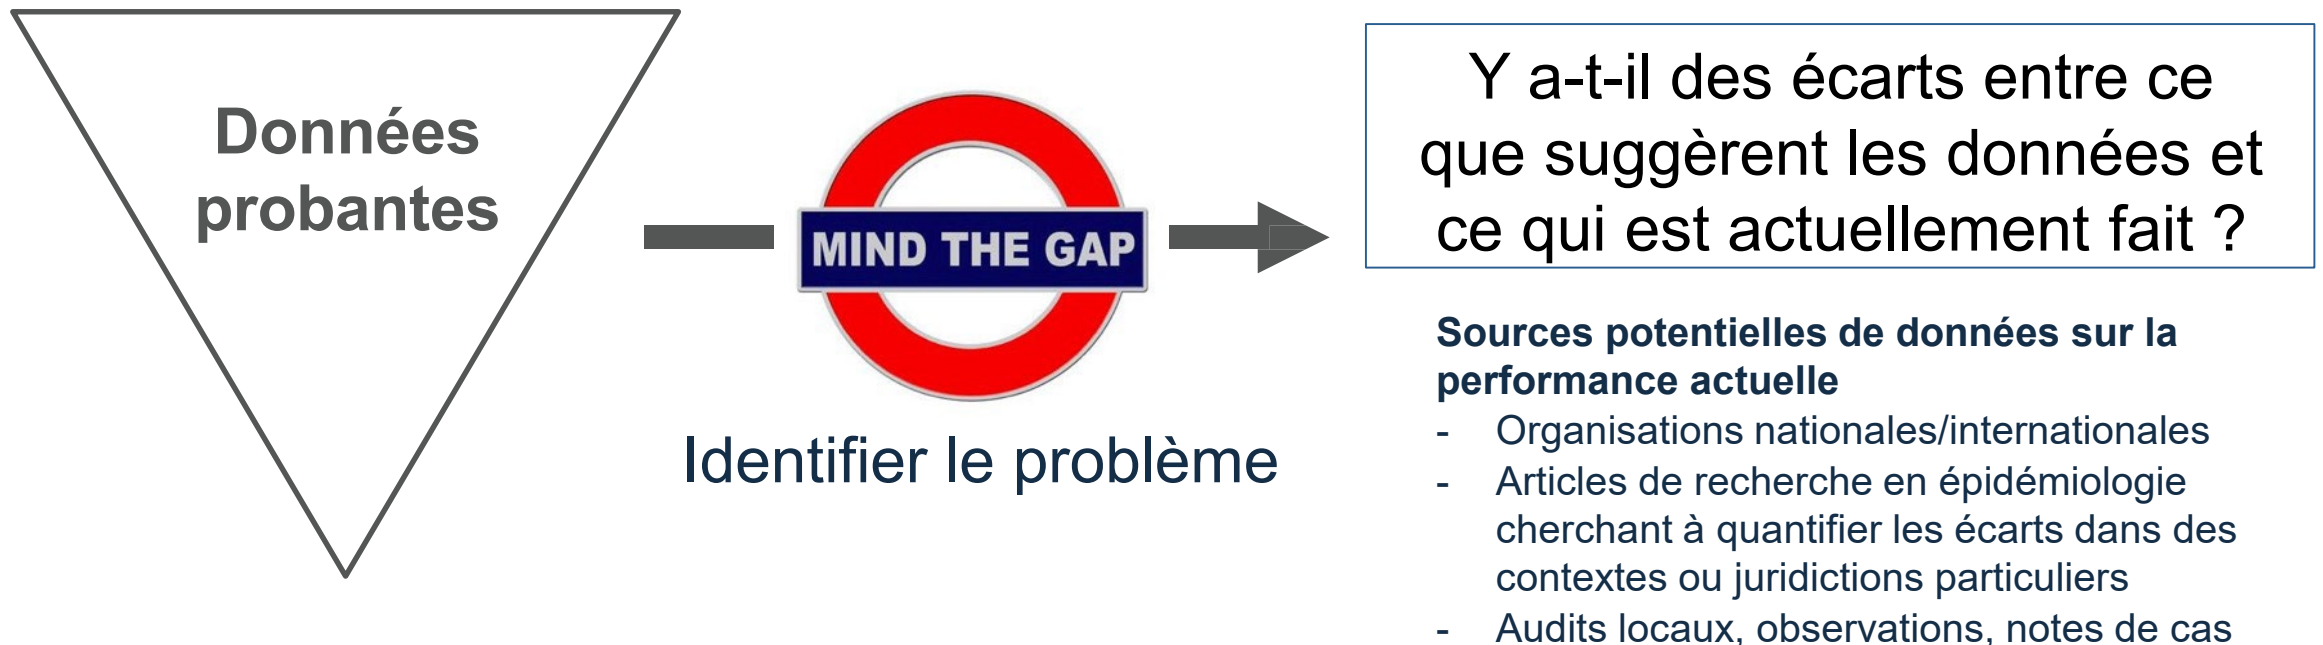 Données
probantes
MIND THE GAP
Identifier le problème
Y a-t-il des écarts entre ce
que suggèrent les données et
ce qui est actuellement fait ?
Sources potentielles de données sur la
performance actuelle
- Organisations nationales/internationales
- Articles de recherche en épidémiologie
cherchant à quantifier les écarts dans des
contextes ou juridictions particuliers
- Audits locaux, observations, notes de cas